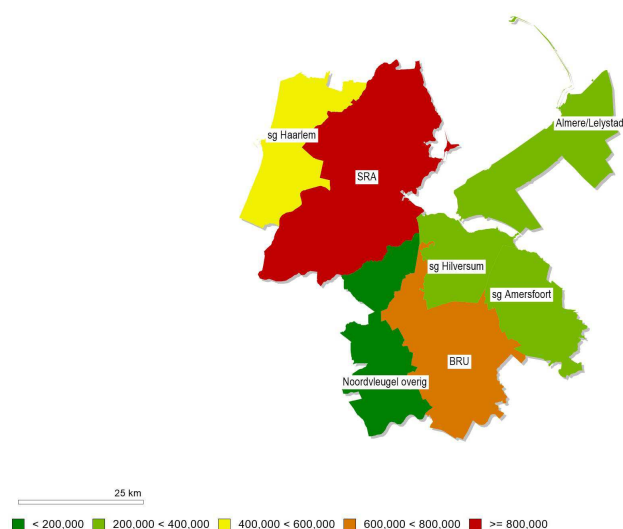 Almere/Lelystad
sg Haarlem
SRA
sg Hilversum
sg Amersfoort
BRU
Noordvleugel overig
25 km
< 200,000 200,000 < 400,000 400,000 < 600,000 600,000 < 800,000 >= 800,000